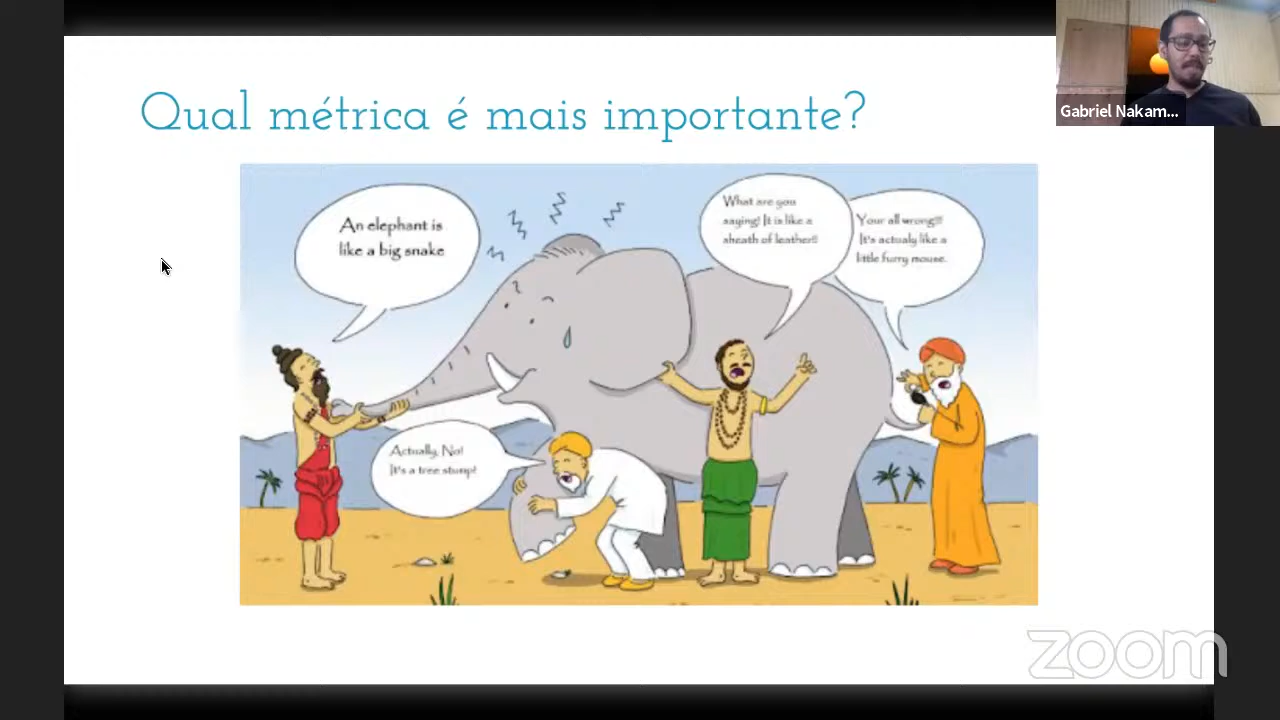 Qual métrica é mais importante?
Gabriel Nakam...
An elephant is
like a big snake
What are you
saying! It is like a
sheath of leather!!
Your all wrong!!!
It's actualy like a
little furry mouse.
Actually, No!
It's a tree stump!
zoom